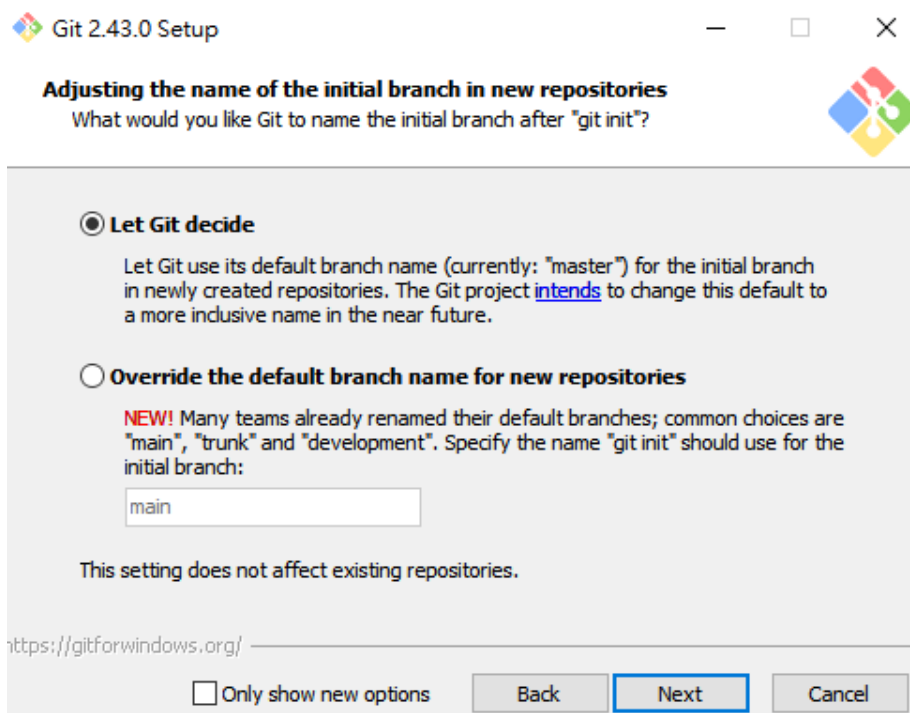 Git 2.43.0 Setup
Adjusting the name of the initial branch in new repositories
What would you like Git to name the initial branch after "git init"?
Let Git decide
Let Git use its default branch name (currently: "master") for the initial branch
in newly created repositories. The Git project intends to change this default to
a more inclusive name in the near future.
Override the default branch name for new repositories
NEW! Many teams already renamed their default branches; common choices are
"main", "trunk" and "development". Specify the name "git init" should use for the
initial branch:
main
This setting does not affect existing repositories.
https://gitforwindows.org/
Only show new options
Back
Next
Cancel